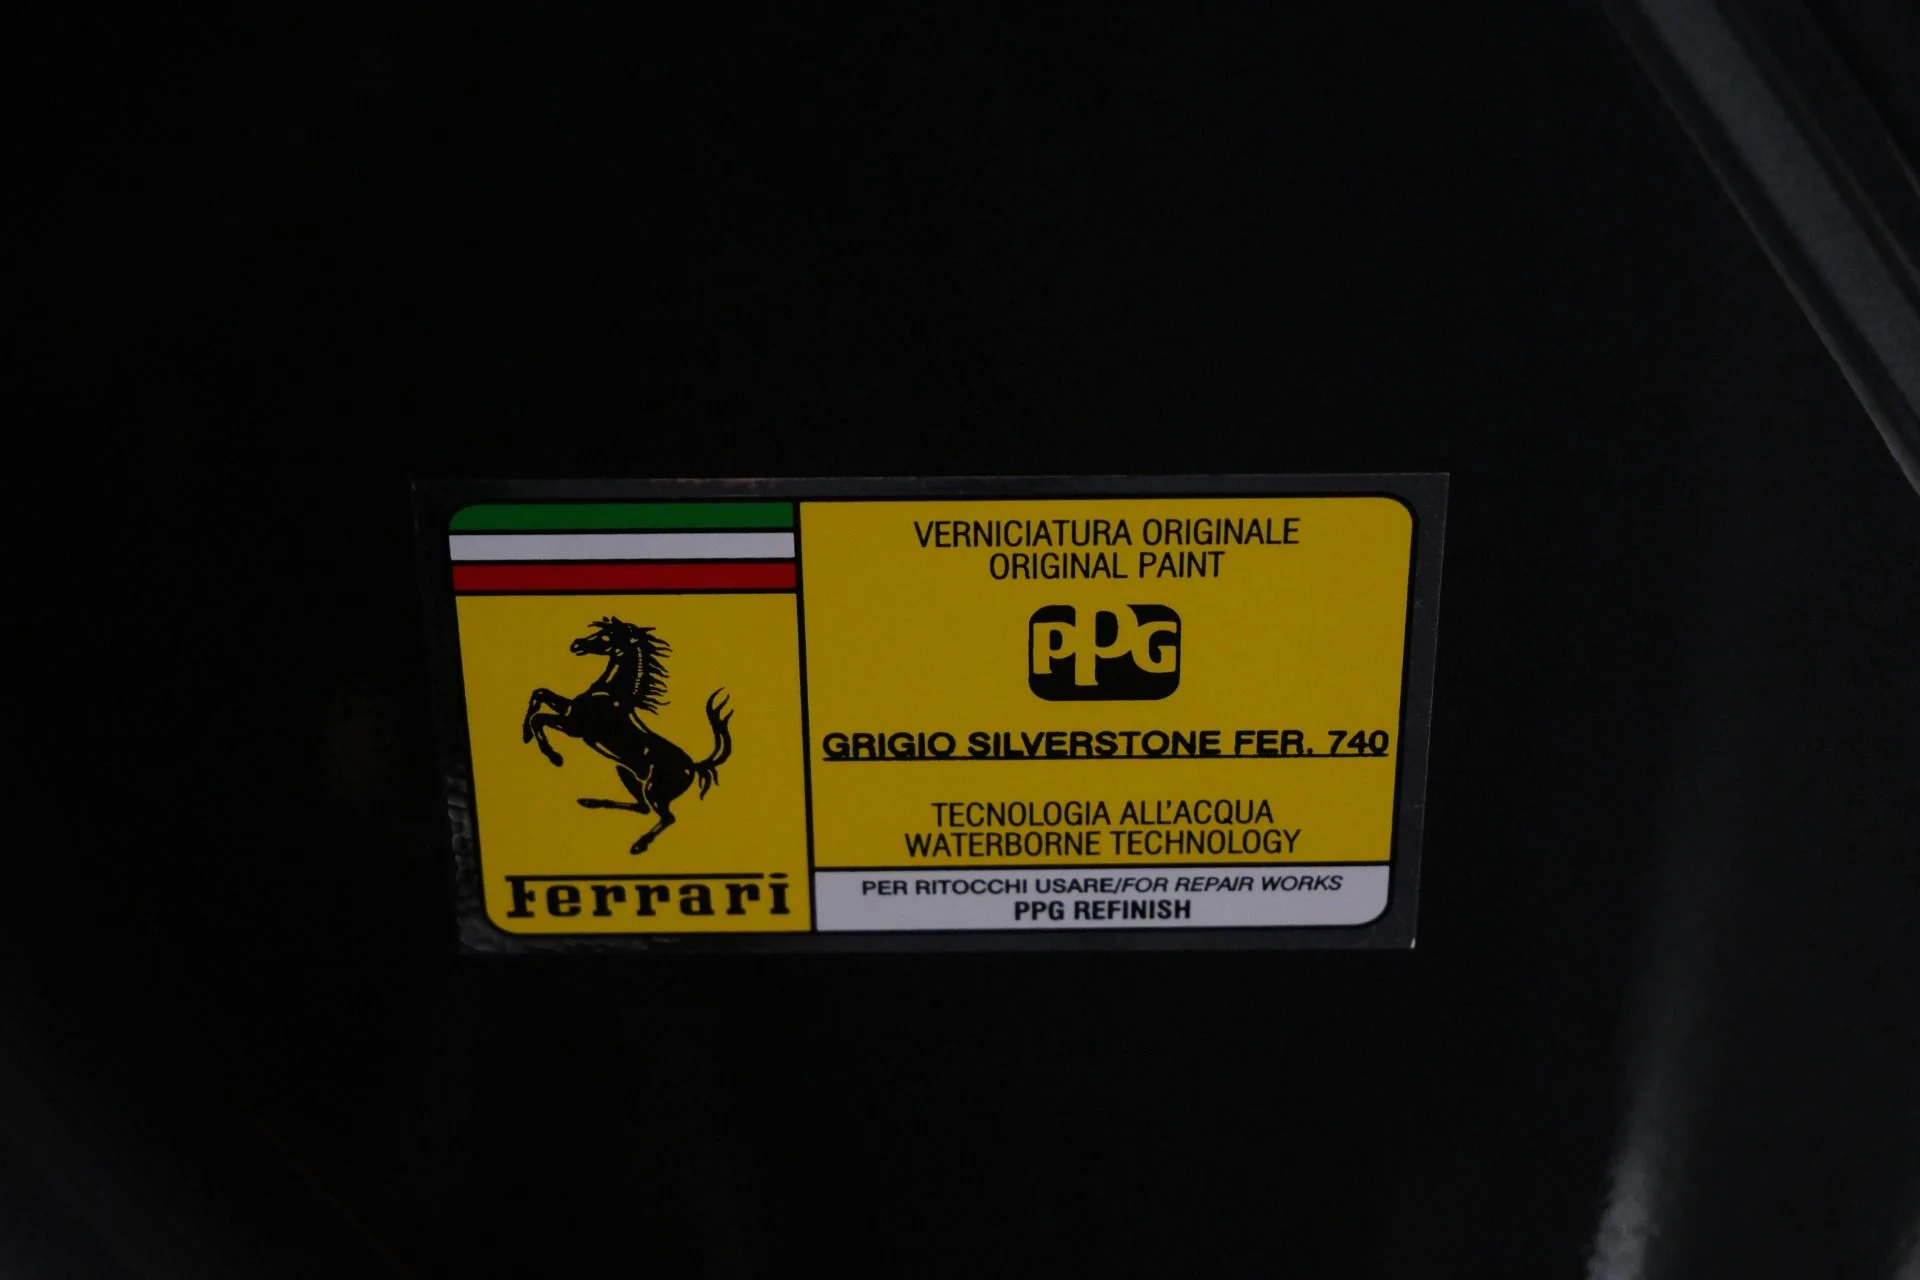 Ferrari
VERNICIATURA ORIGINALE
ORIGINAL PAINT
PPG
GRIGIO SILVERSTONE FER. 740
TECNOLOGIA ALL'ACQUA
WATERBORNE TECHNOLOGY
PER RITOCCHI USARE/FOR REPAIR WORKS
PPG REFINISH